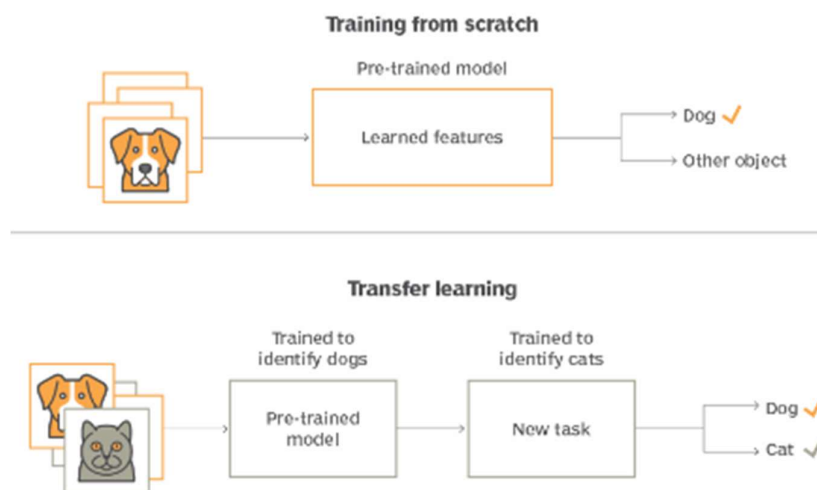 Training from scratch
Pre-trained model
Learned features
Dog
Other object
Transfer learning
Trained to
identify dogs
Trained to
identify cats
Pre-trained
model
New task
Dog
Cat